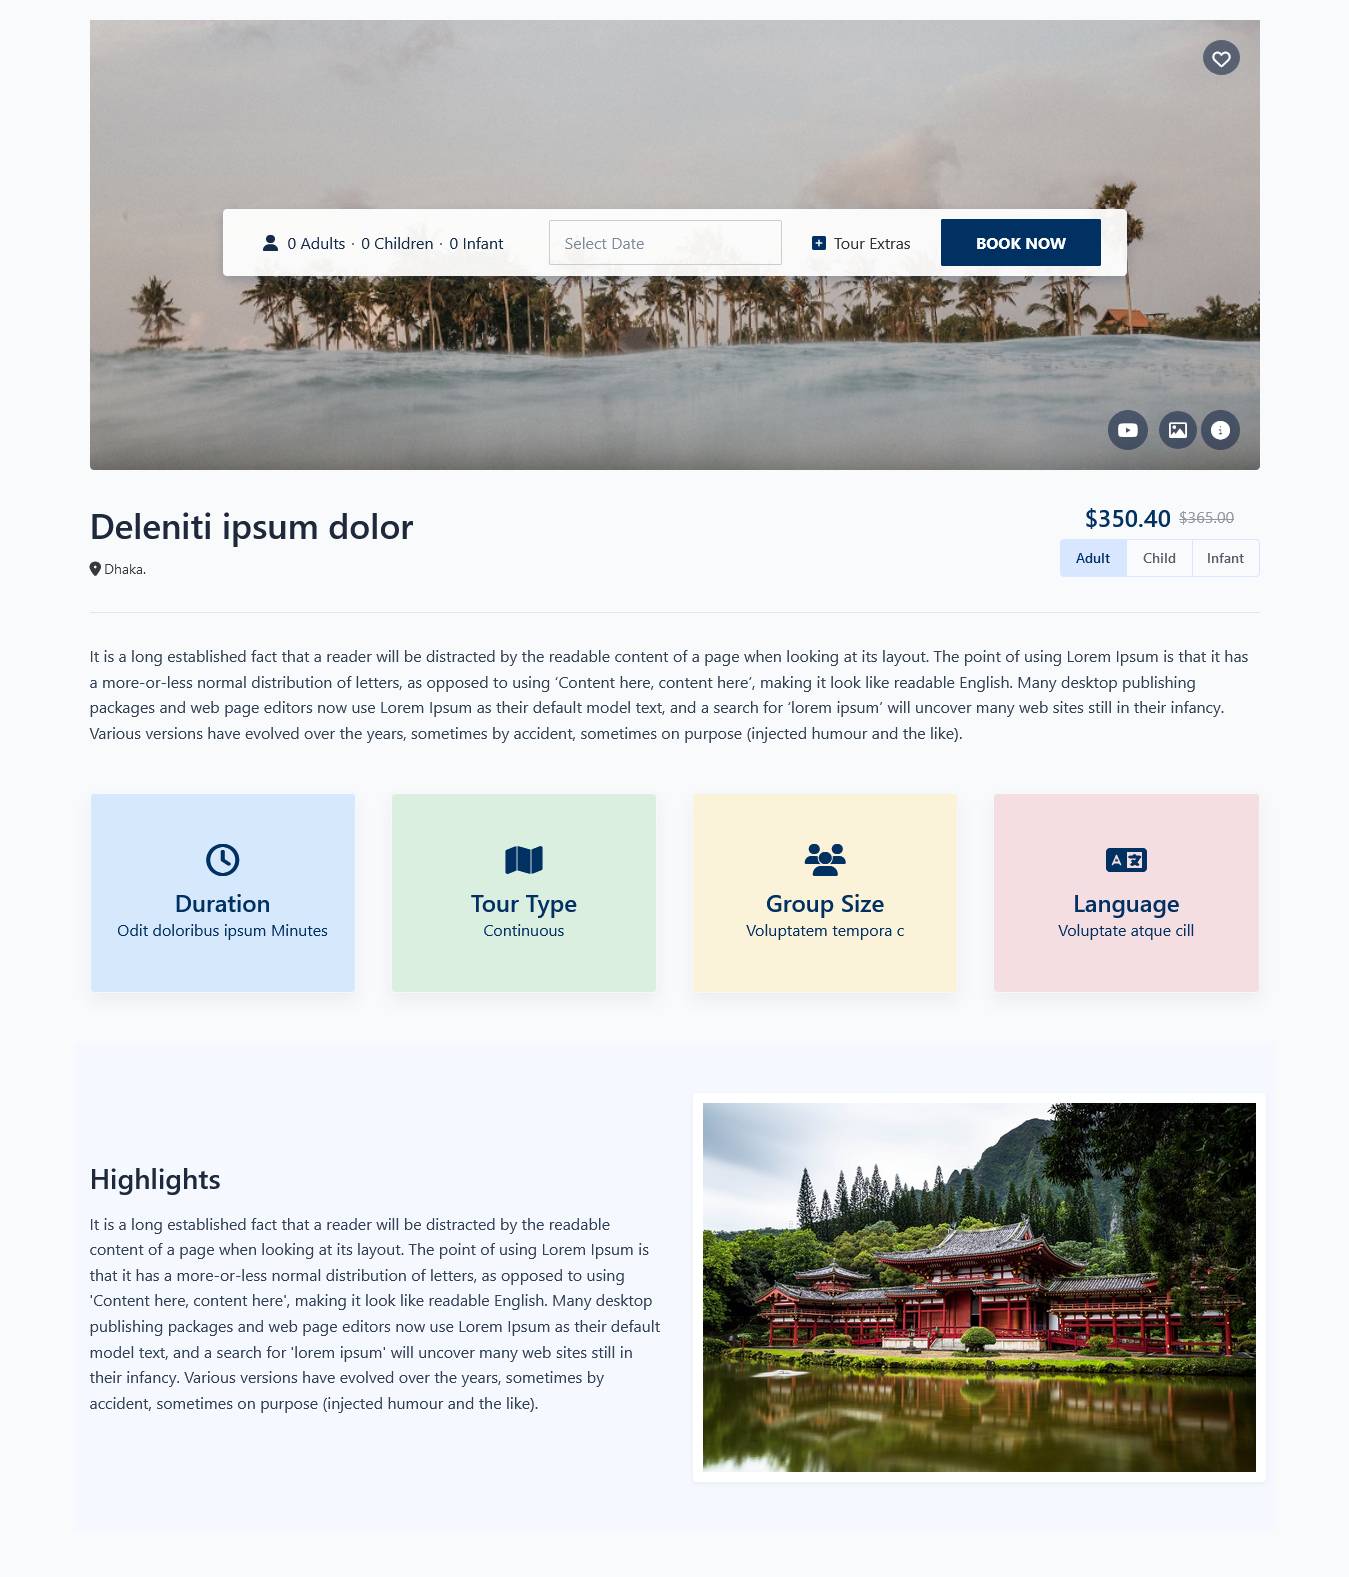 0 Adults · 0 Children · 0 Infant
Select Date
Tour Extras
BOOK NOW
Deleniti ipsum dolor
Dhaka.
$350.40 $365.00
Adult Child Infant
It is a long established fact that a reader will be distracted by the readable content of a page when looking at its layout. The point of using Lorem Ipsum is that it has
a more-or-less normal distribution of letters, as opposed to using ‘Content here, content here’, making it look like readable English. Many desktop publishing
packages and web page editors now use Lorem Ipsum as their default model text, and a search for ‘lorem ipsum’ will uncover many web sites still in their infancy.
Various versions have evolved over the years, sometimes by accident, sometimes on purpose (injected humour and the like).
Duration
Odit doloribus ipsum Minutes
Tour Type
Continuous
Group Size
Voluptatem tempora c
Language
Voluptate atque cill
Highlights
It is a long established fact that a reader will be distracted by the readable
content of a page when looking at its layout. The point of using Lorem Ipsum is
that it has a more-or-less normal distribution of letters, as opposed to using
'Content here, content here', making it look like readable English. Many desktop
publishing packages and web page editors now use Lorem Ipsum as their default
model text, and a search for 'lorem ipsum' will uncover many web sites still in
their infancy. Various versions have evolved over the years, sometimes by
accident, sometimes on purpose (injected humour and the like).